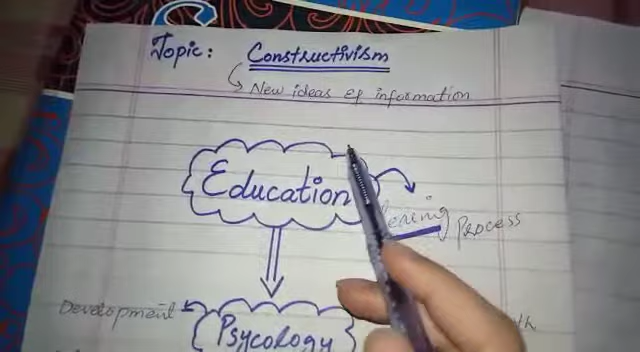 Topic: Constructivism
New ideas of information
Education
Process
Development
Psycology